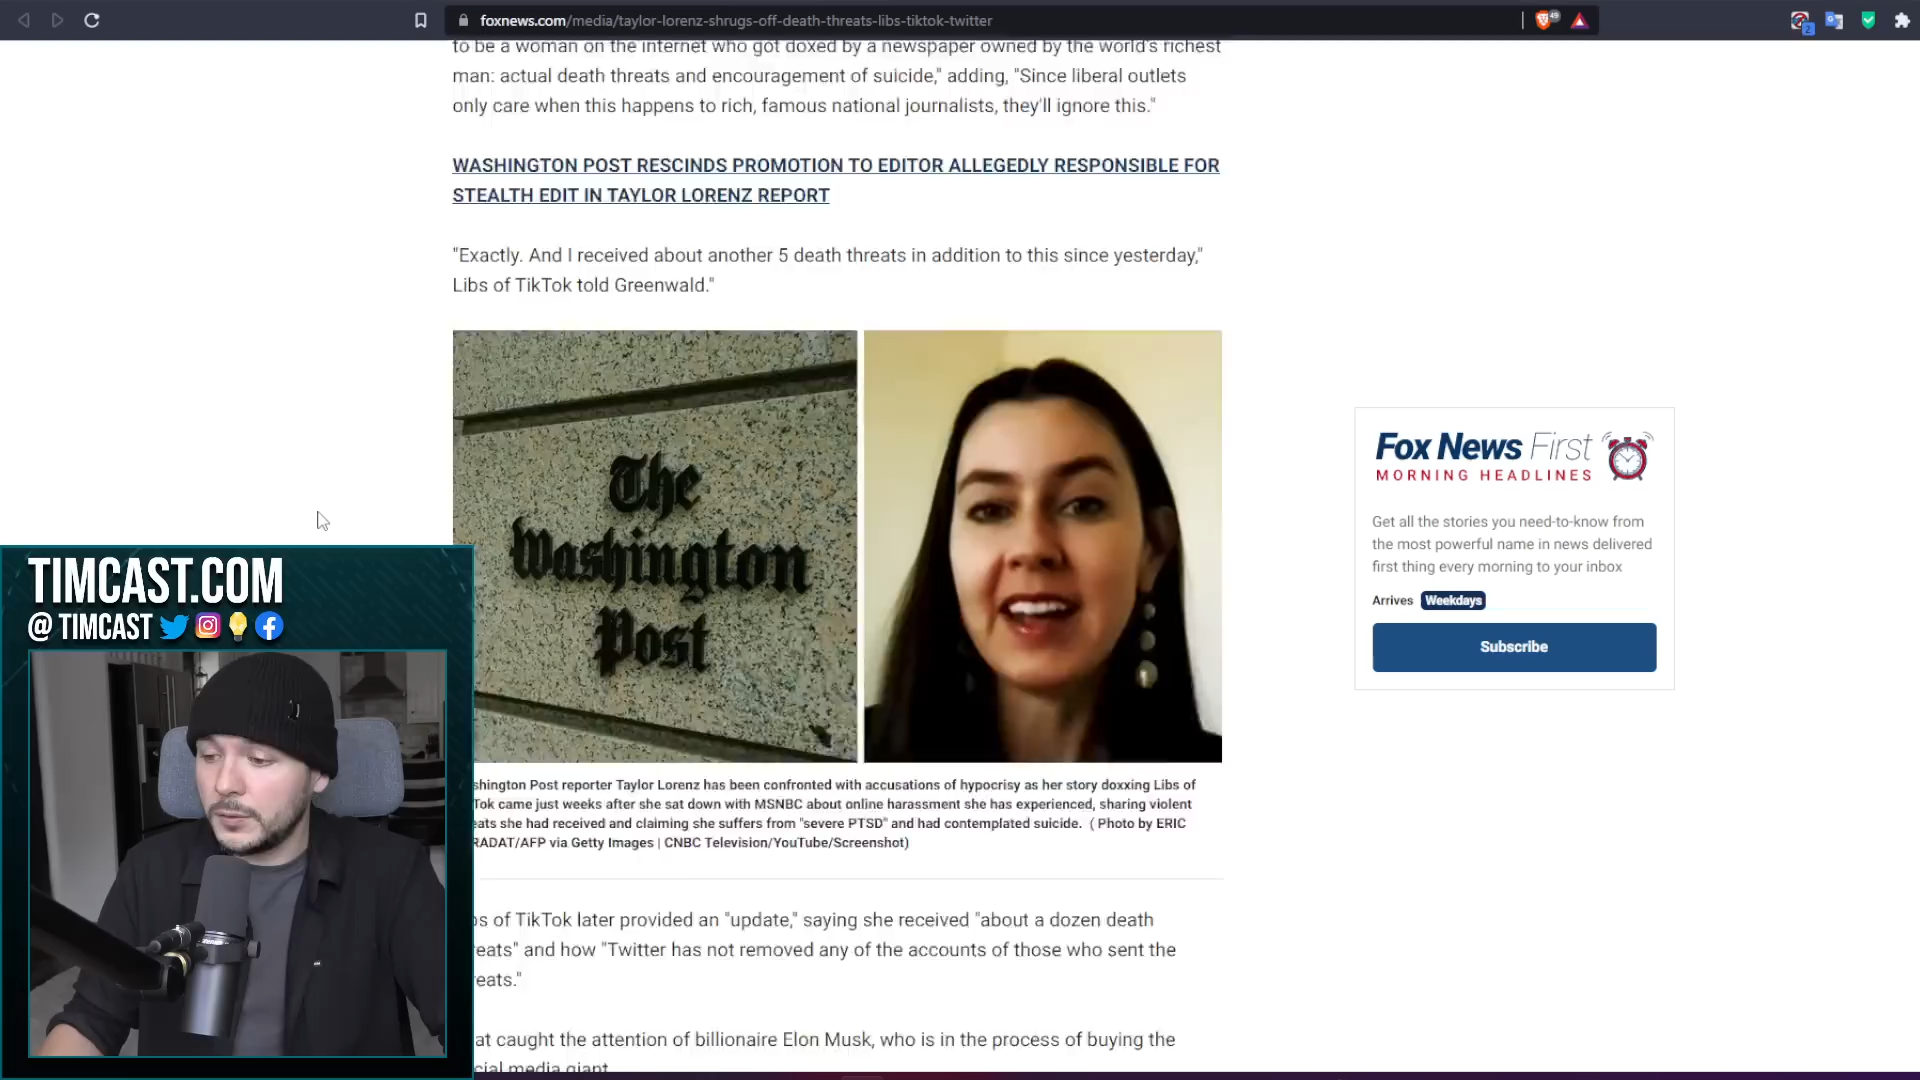 foxnews.com/media/taylor-lorenz-shrugs-off-death-threats-libs-tiktok-twitter
to be a woman on the internet who got doxed by a newspaper owned by the world's richest
man: actual death threats and encouragement of suicide," adding, "Since liberal outlets
only care when this happens to rich, famous national journalists, they'll ignore this."
WASHINGTON POST RESCINDS PROMOTION TO EDITOR ALLEGEDLY RESPONSIBLE FOR
STEALTH EDIT IN TAYLOR LORENZ REPORT
"Exactly. And I received about another 5 death threats in addition to this since yesterday,"
Libs of TikTok told Greenwald."
The
Washington
Post
Fox News First
MORNING HEADLINES
Get all the stories you need-to-know from
the most powerful name in news delivered
first thing every morning to your inbox
Arrives Weekdays
Subscribe
TIMCAST.COM
@ TIMCAST
shington Post reporter Taylor Lorenz has been confronted with accusations of hypocrisy as her story doxxing Libs of
Tok came just weeks after she sat down with MSNBC about online harassment she has experienced, sharing violent
eats she had received and claiming she suffers from "severe PTSD" and had contemplated suicide. ( Photo by ERIC
RADAT/AFP via Getty Images | CNBC Television/YouTube/Screenshot)
s of TikTok later provided an "update," saying she received "about a dozen death
reats" and how "Twitter has not removed any of the accounts of those who sent the
reats."
at caught the attention of billionaire Elon Musk, who is in the process of buying the
cial media giant